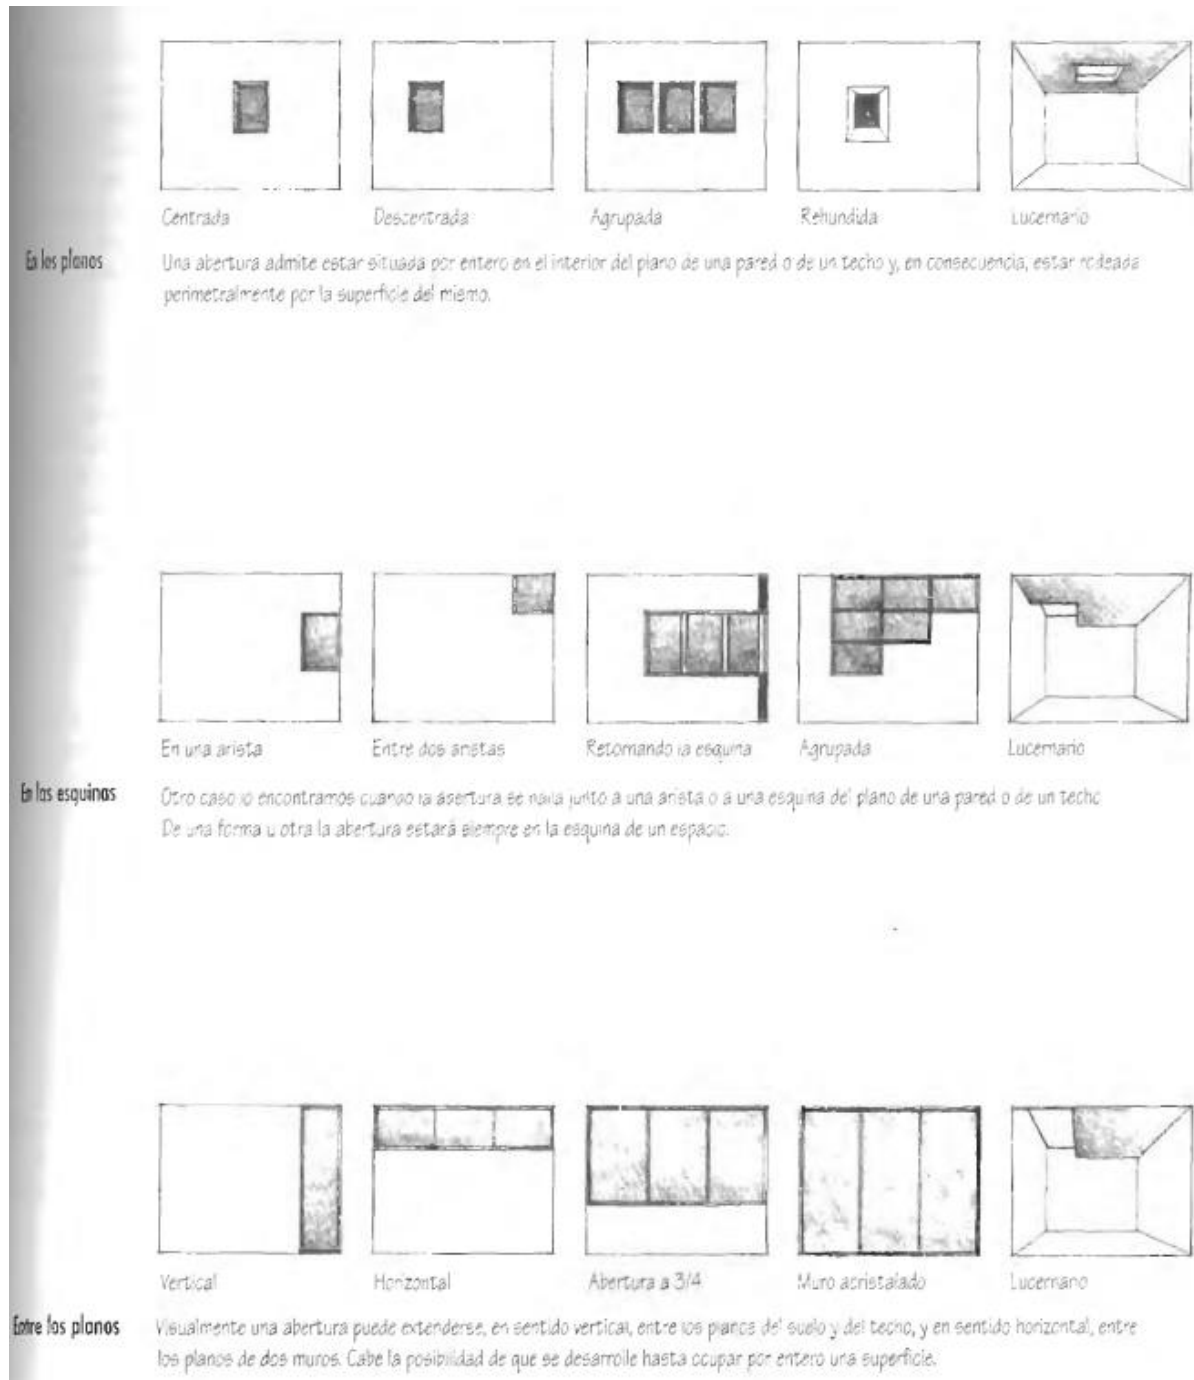 Centrada
Descentrada
Agrupada
Rehundida
Lucernario
En los planos
Una abertura admite estar situada por entero en el interior del plano de una pared o de un techo y, en consecuencia, estar rodeada
perimetralmente por la superficie del mismo.
En una arista
Entre dos aristas
Retornando la esquina
Agrupada
Lucernario
En las esquinas
Otro caso lo encontramos cuando la abertura se halla junto a una arista o a una esquina del plano de una pared o de un techo
De una forma u otra la abertura estará siempre en la esquina de un espacio.
Vertical
Horizontal
Abertura a 3/4
Muro acristalado
Lucernario
Entre los planos
Visualmente una abertura puede extenderse, en sentido vertical, entre los planos del suelo y del techo, y en sentido horizontal, entre
los planos de dos muros. Cabe la posibilidad de que se desarrolle hasta ocupar por entero una superficie.